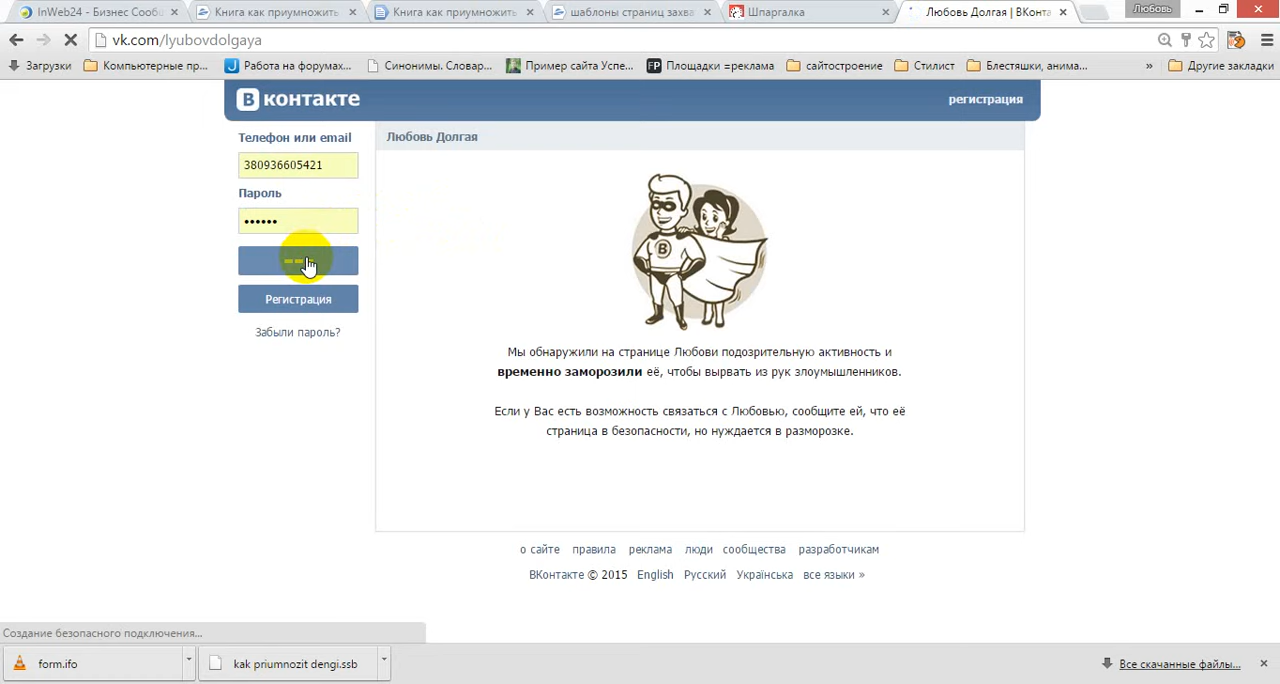 InWeb24 - Бизнес Сооб
Книга как приумножить
Книга как приумножить
шаблоны страниц захва
Шпаргалка
Любовь Долгая | ВКонта
Любовь
vk.com/lyubovdolgaya
Загрузки
Компьютерные пр...
Работа на форумах...
Синонимы. Словар...
Пример сайта Успе...
FP Площадки =реклама
сайтостроение
Стилист
Блестяшки, анима...
»
Другие закладки
В контакте
регистрация
Телефон или email
380936605421
Пароль
••••••
Регистрация
Забыли пароль?
Любовь Долгая
В
Мы обнаружили на странице Любови подозрительную активность и
временно заморозили её, чтобы вырвать из рук злоумышленников.
Если у Вас есть возможность связаться с Любовью, сообщите ей, что её
страница в безопасности, но нуждается в разморозке.
о сайте правила реклама люди сообщества разработчикам
ВКонтакте © 2015 English Русский Українська все языки »
Создание безопасного подключения...
form.ifo
kak priumnozit dengi.ssb
Все скачанные файлы...